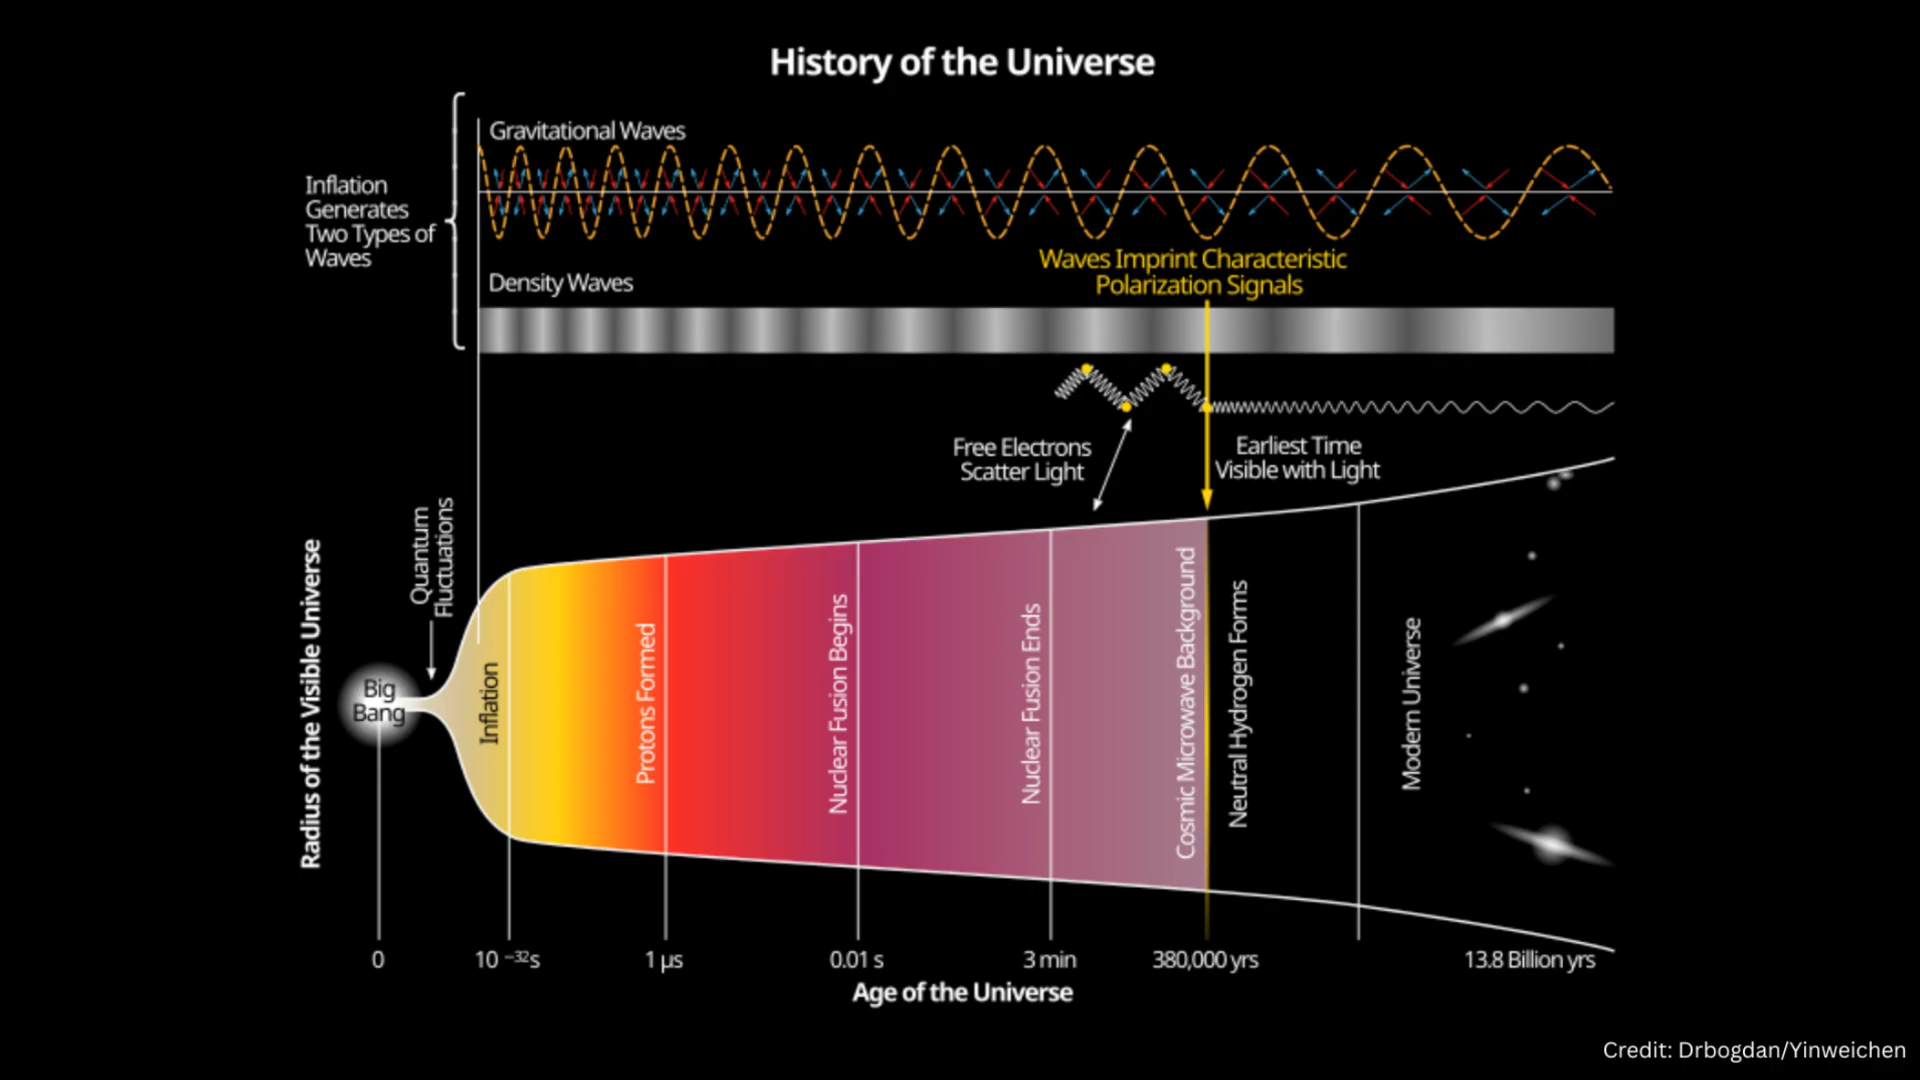 History of the Universe
Gravitational Waves
Inflation
Generates
Two Types of
Waves
Waves Imprint Characteristic
Polarization Signals
Density Waves
Free Electrons
Scatter Light
Earliest Time
Visible with Light
Quantum
Fluctuations
Radius of the Visible Universe
Big
Bang
Inflation
Protons Formed
Nuclear Fusion Begins
Nuclear Fusion Ends
Cosmic Microwave Background
Neutral Hydrogen Forms
Modern Universe
0
10 ⁻³²s
1 µs
0.01 s
3 min
380,000 yrs
13.8 Billion yrs
Age of the Universe
Credit: Drbogdan/Yinweichen